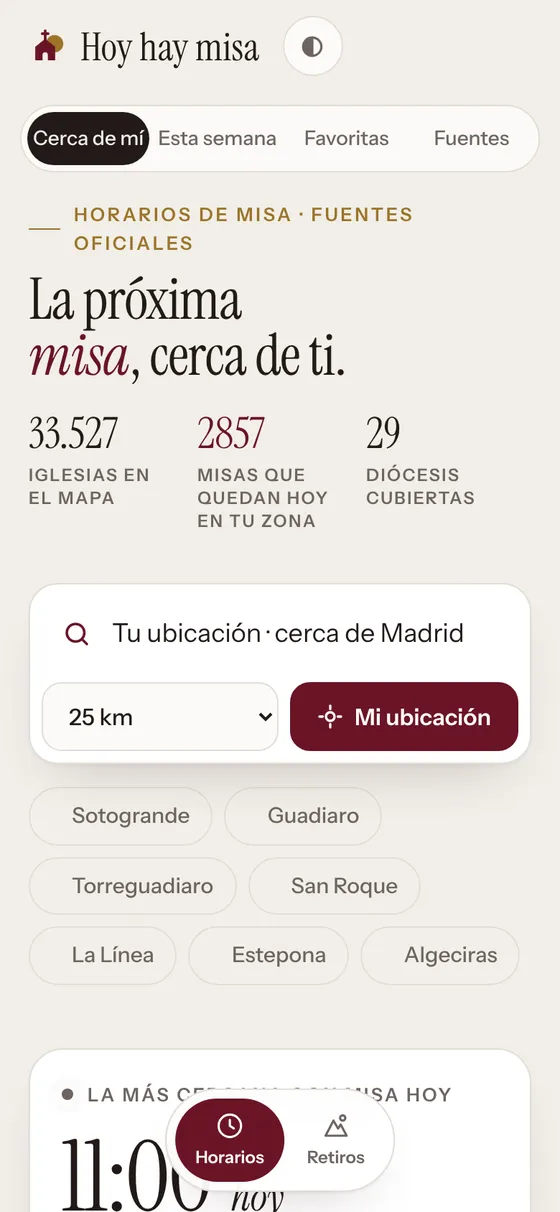 Hoy hay misa
Cerca de mí
Esta semana
Favoritas
Fuentes
HORARIOS DE MISA · FUENTES
OFICIALES
La próxima
misa, cerca de ti.
33.527
IGLESIAS EN
EL MAPA
2857
MISAS QUE
QUEDAN HOY
EN TU ZONA
29
DIÓCESIS
CUBIERTAS
Tu ubicación · cerca de Madrid
25 km
Mi ubicación
Sotogrande
Guadiaro
Torreguadiaro
San Roque
La Línea
Estepona
Algeciras
LA MÁS HOY
11:00 hoy
Horarios
Retiros